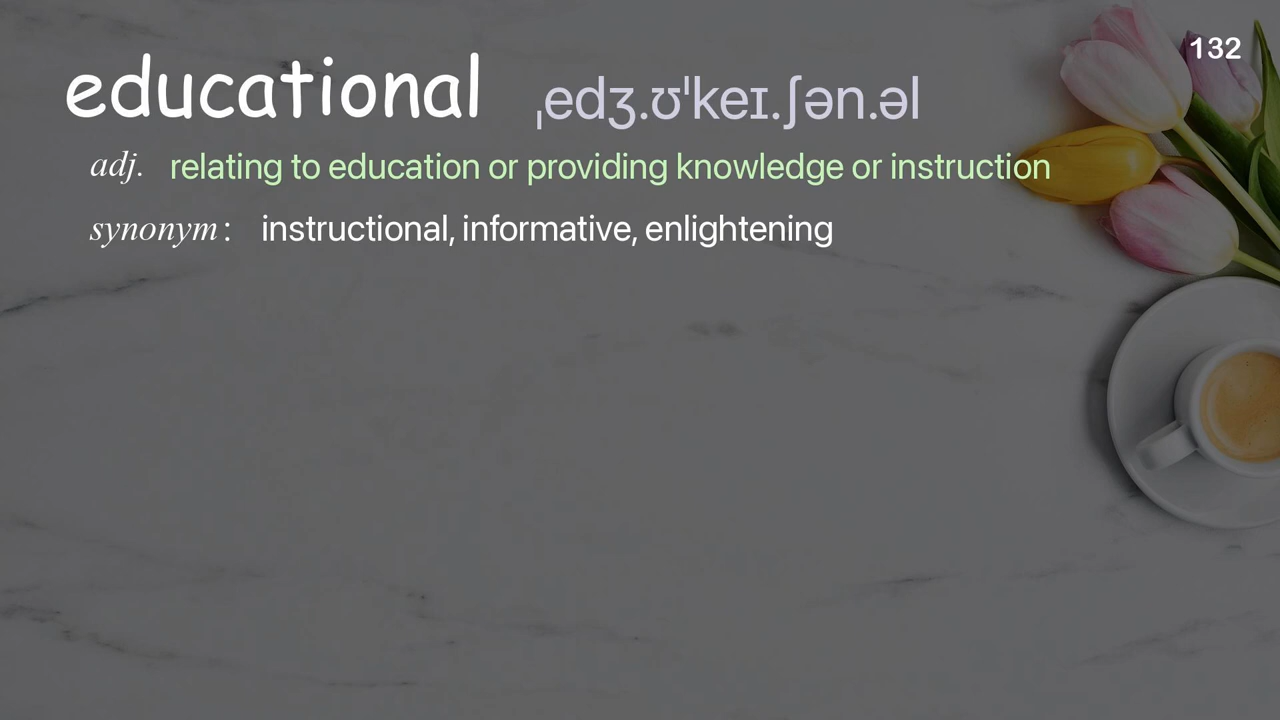 132
educational ˌedʒ.ʊˈkeɪ.ʃən.əl
adj. relating to education or providing knowledge or instruction
synonym: instructional, informative, enlightening